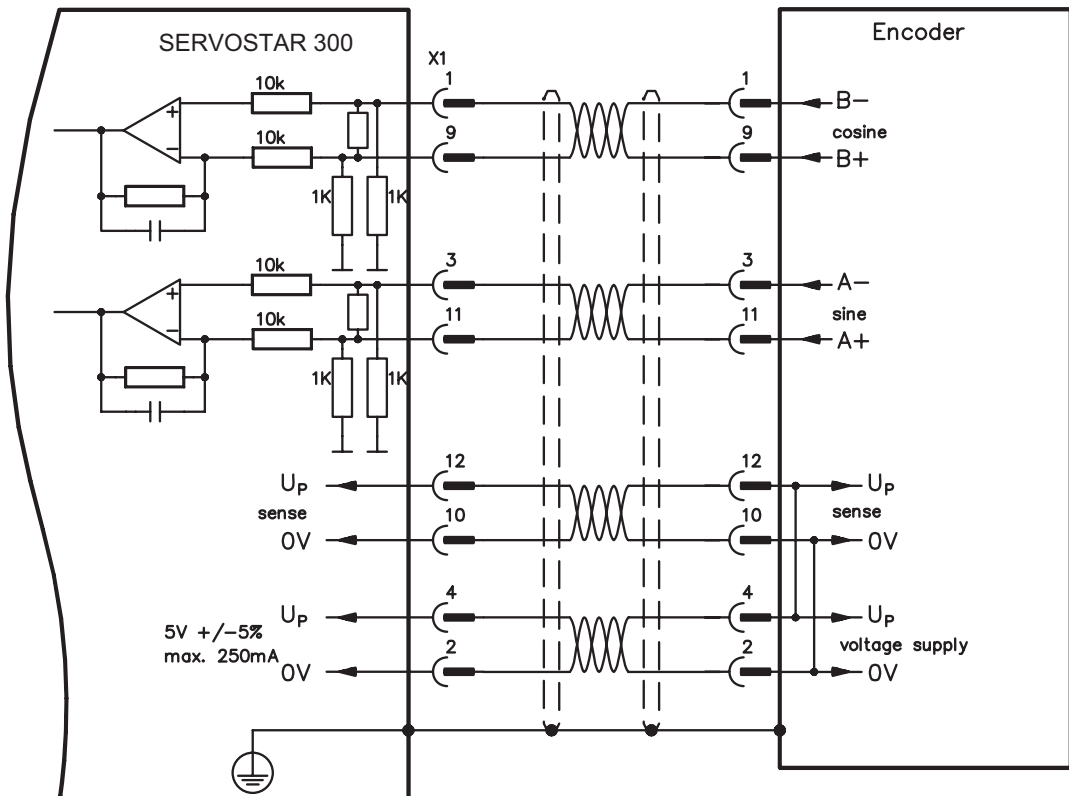 SERVOSTAR 300
Encoder
X1
10k
1
1
B-
+
10k
9
9
cosine
B+
-
1K
1K
10k
3
3
A-
+
10k
11
11
sine
A+
-
1K
1K
12
12
UP
UP
sense
10
10
sense
0V
0V
4
4
UP
UP
5V +/-5%
max. 250mA
2
2
voltage supply
0V
0V